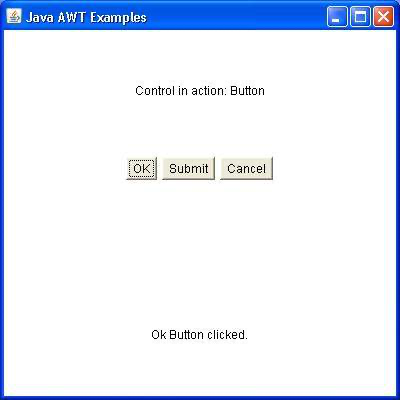 Java AWT Examples
Control in action: Button
OK Submit Cancel
Ok Button clicked.